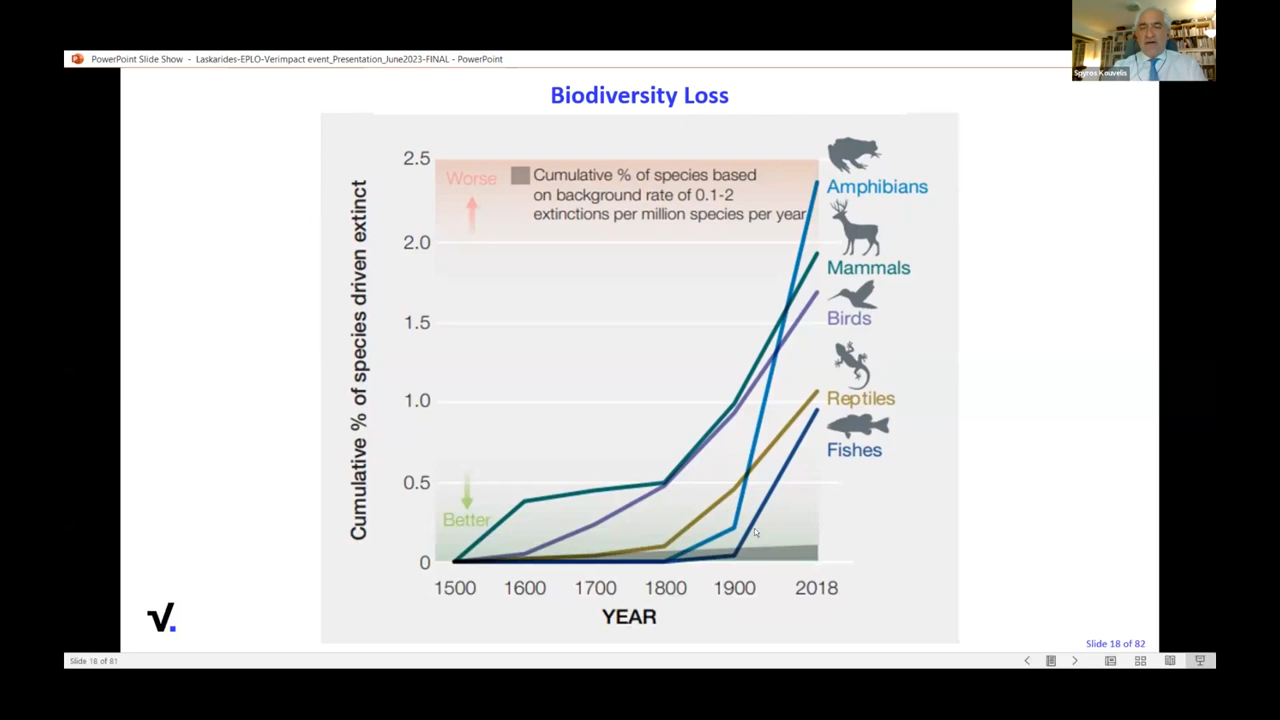 PowerPoint Slide Show - Laskarides-EPLO-Verimpact event_Presentation_June2023-FINAL - PowerPoint
Spyros Kouvelis
Biodiversity Loss
Cumulative % of species driven extinct
2.5
2.0
1.5
1.0
0.5
0
Worse
Cumulative % of species based
on background rate of 0.1-2
extinctions per million species per year
Better
Amphibians
Mammals
Birds
Reptiles
Fishes
1500 1600 1700 1800 1900 2018
YEAR
V.
Slide 18 of 82
Slide 18 of 81